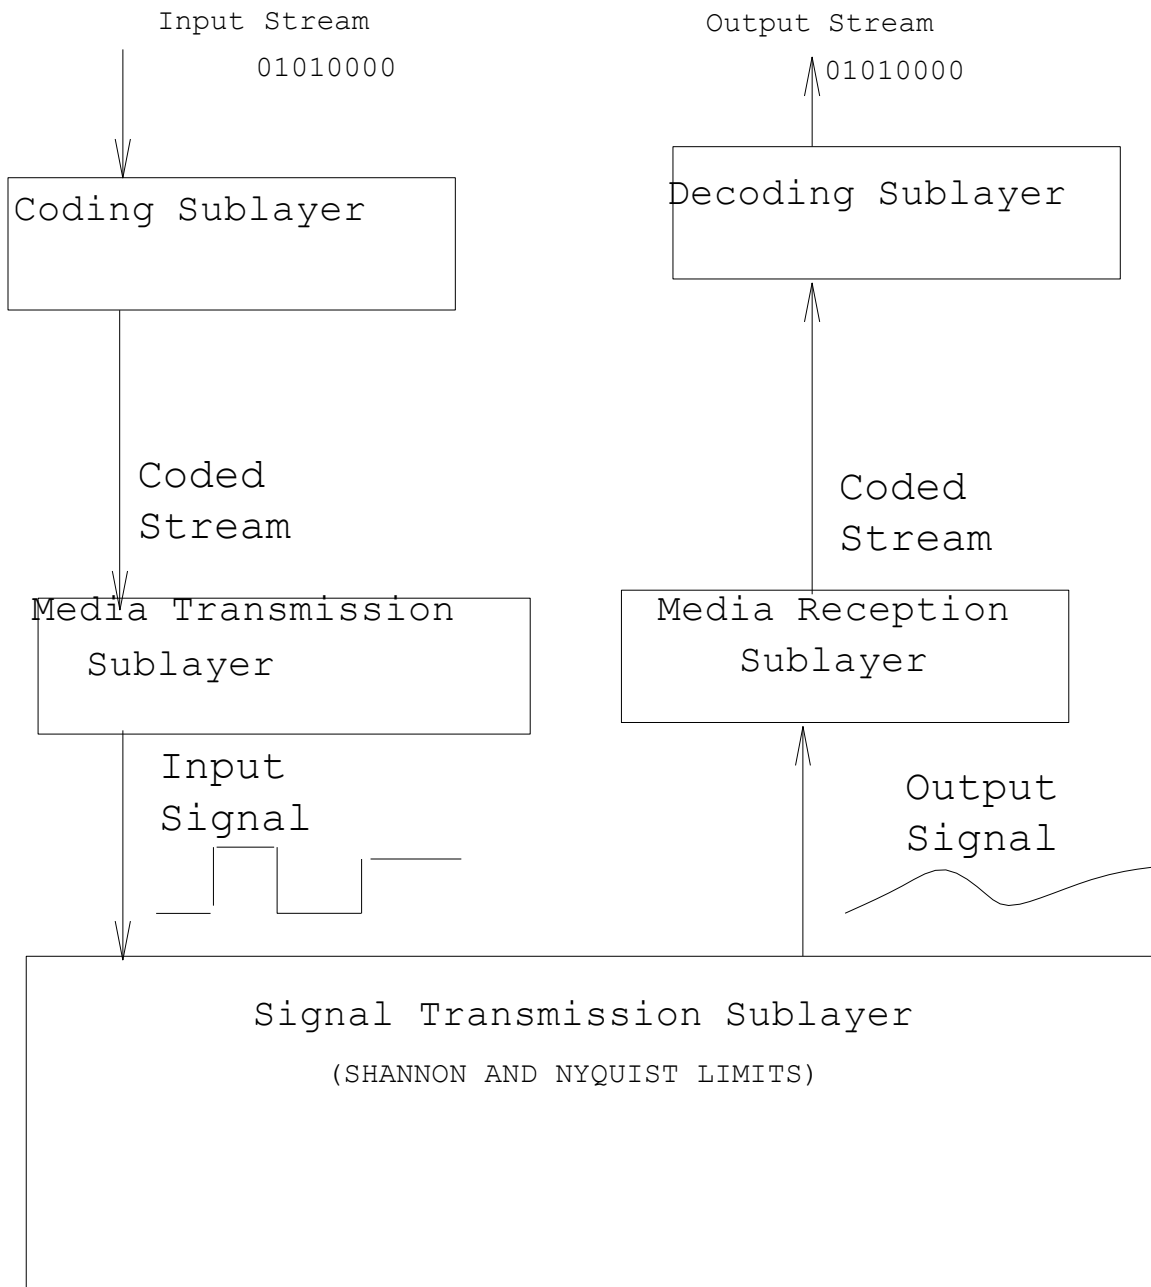 Input Stream
01010000
Output Stream
01010000
Coding Sublayer
Decoding Sublayer
Coded
Stream
Coded
Stream
Media Transmission
Sublayer
Media Reception
Sublayer
Input
Signal
Output
Signal
Signal Transmission Sublayer
(SHANNON AND NYQUIST LIMITS)